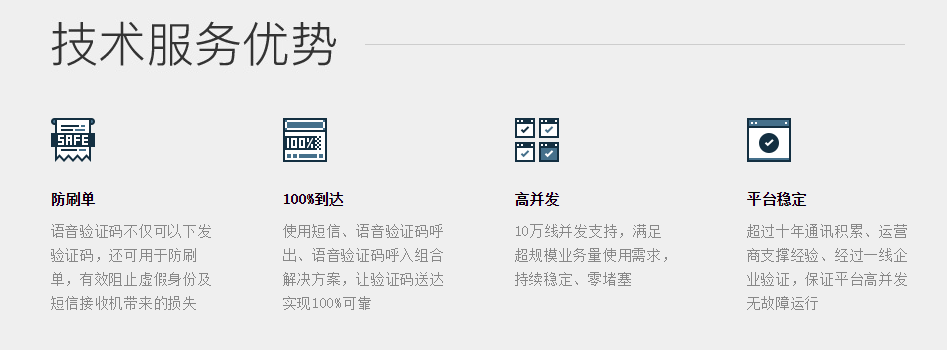 技术服务优势
SAFE
100%
防刷单
语音验证码不仅可以下发
验证码，还可用于防刷
单，有效阻止虚假身份及
短信接收机带来的损失
100%到达
使用短信、语音验证码呼
出、语音验证码呼入组合
解决方案，让验证码送达
实现100%可靠
高并发
10万线并发支持，满足
超规模业务量使用需求，
持续稳定、零堵塞
平台稳定
超过十年通讯积累、运营
商支撑经验、经过一线企
业验证，保证平台高并发
无故障运行